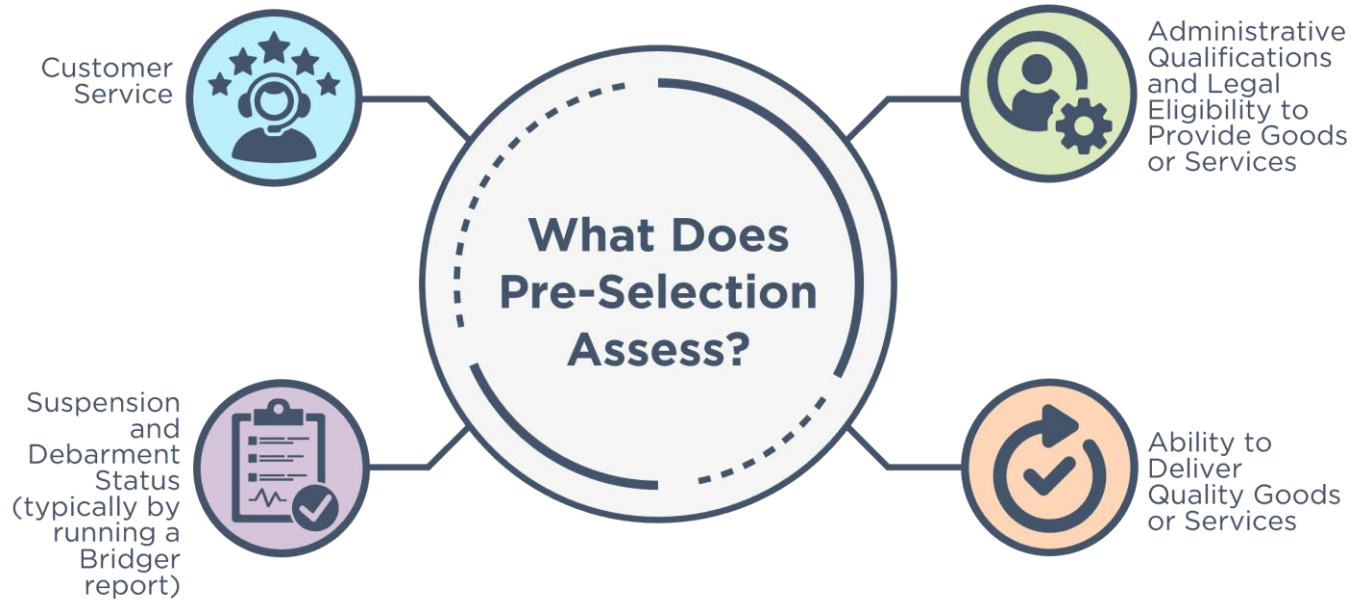 Customer
Service
Administrative
Qualifications
and Legal
Eligibility to
Provide Goods
or Services
What Does
Pre-Selection
Assess?
Suspension
and
Debarment
Status
(typically by
running a
Bridger
report)
Ability to
Deliver
Quality Goods
or Services